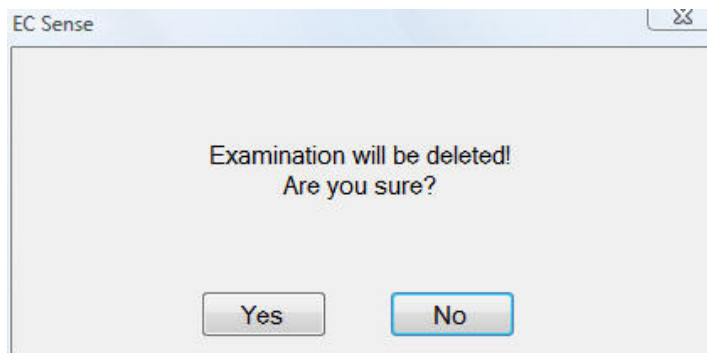 EC Sense
Examination will be deleted!
Are you sure?
Yes
No